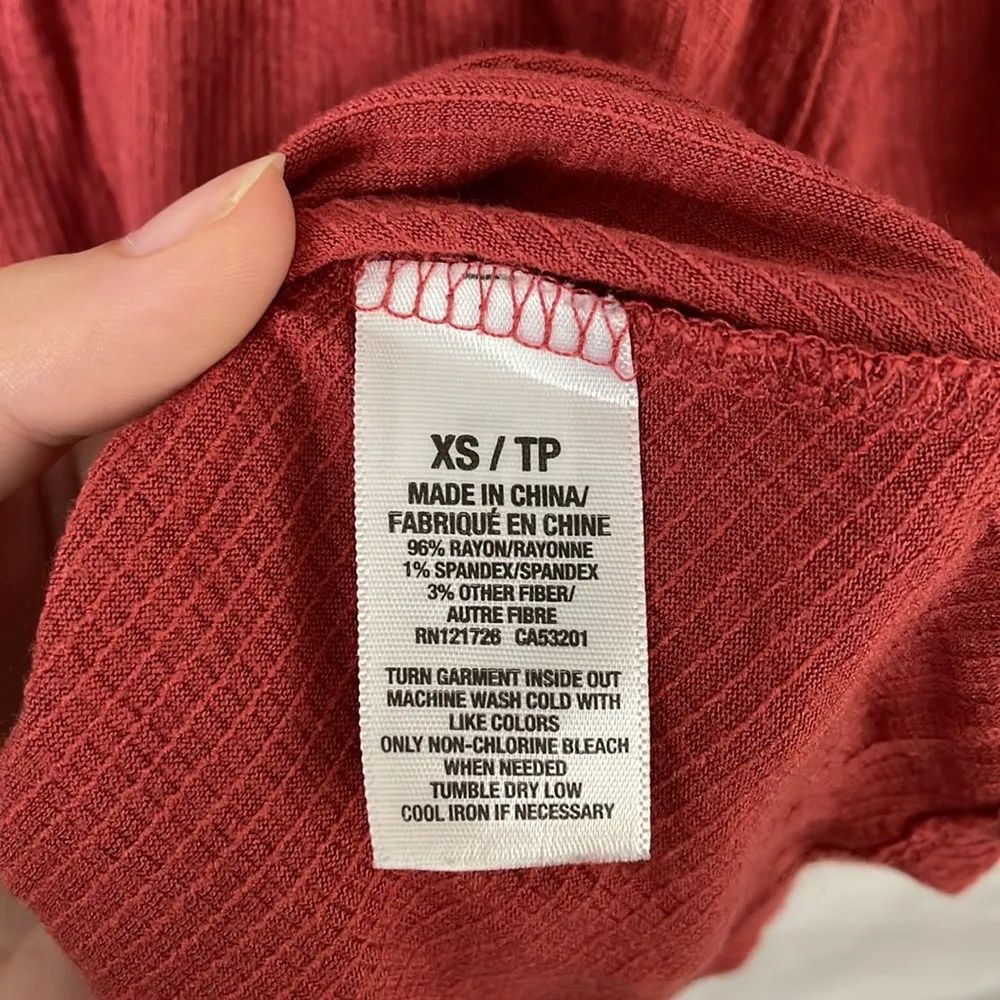 XS / TP
MADE IN CHINA/
FABRIQUÉ EN CHINE
96% RAYON/RAYONNE
1% SPANDEX/SPANDEX
3% OTHER FIBER/
AUTRE FIBRE
RN121726 CA53201
TURN GARMENT INSIDE OUT
MACHINE WASH COLD WITH
LIKE COLORS
ONLY NON-CHLORINE BLEACH
WHEN NEEDED
TUMBLE DRY LOW
COOL IRON IF NECESSARY